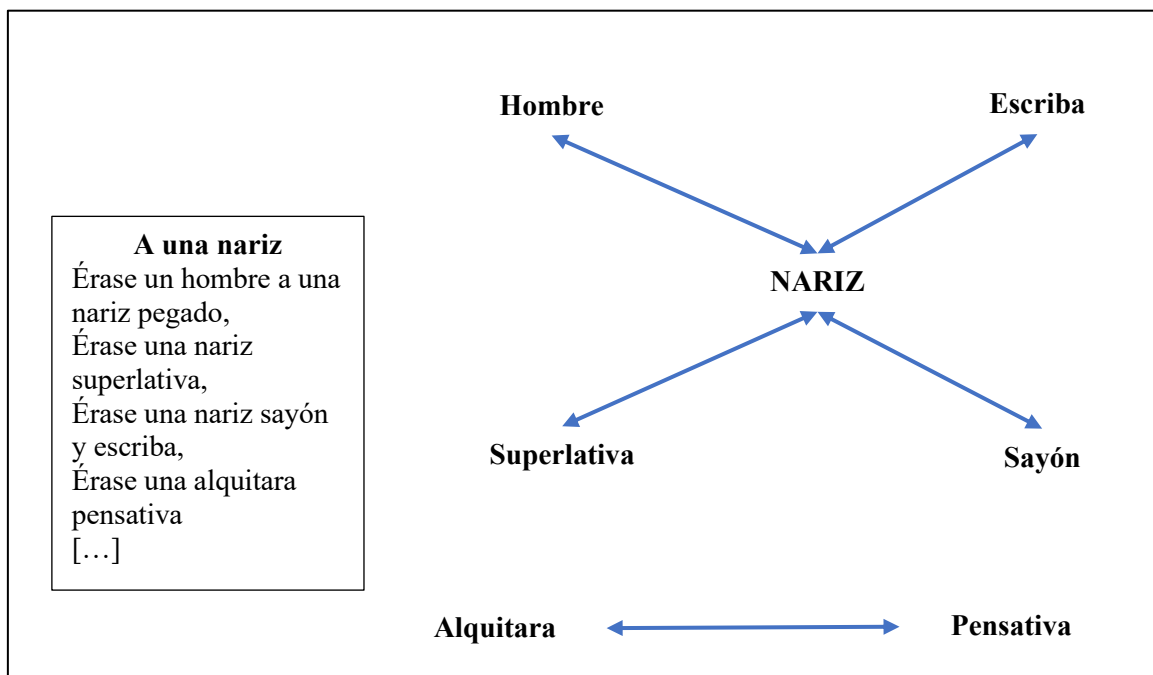 A una nariz
Érase un hombre a una
nariz pegado,
Érase una nariz
superlativa,
Érase una nariz sayón
y escriba,
Érase una alquitara
pensativa
[…]
Hombre
Escriba
NARIZ
Superlativa
Sayón
Alquitara
Pensativa